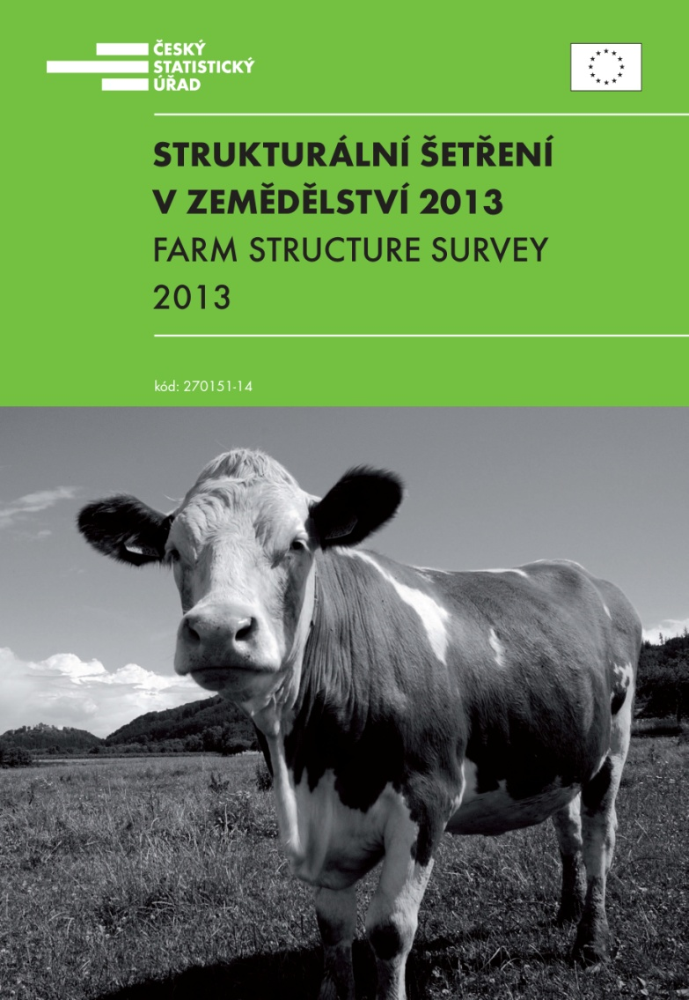 ČESKÝ
STATISTICKÝ
ÚŘAD
STRUKTURÁLNÍ ŠETŘENÍ
V ZEMĚDĚLSTVÍ 2013
FARM STRUCTURE SURVEY
2013
kód: 270151-14